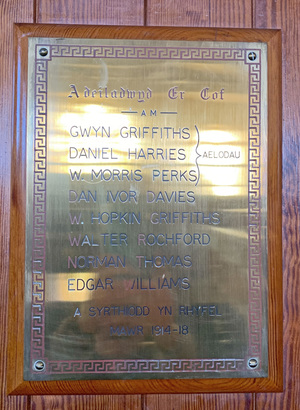 Adeiladwyd Er Cof
AM
GWYN GRIFFITHS
DANIEL HARRIES AELODAU
W. MORRIS PERKS
DAN IVOR DAVIES
W. HOPKIN GRIFFITHS
WALTER ROCHFORD
NORMAN THOMAS
EDGAR WILLIAMS
A SYRTHIODD YN RHYFEL
MAWR 1914-18